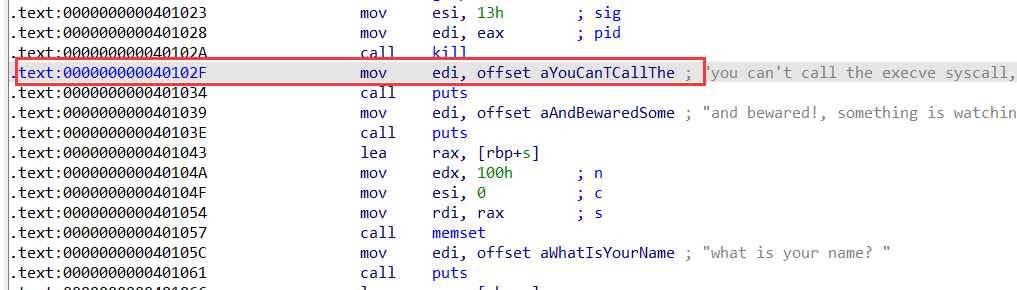 .text:0000000000401023 mov esi, 13h ; sig
.text:0000000000401028 mov edi, eax ; pid
.text:000000000040102A call kill
.text:000000000040102F mov edi, offset aYouCanTCallThe ; "you can't call the execve syscall,
.text:0000000000401034 call puts
.text:0000000000401039 mov edi, offset aAndBewaredSome ; "and bewared!, something is watchin
.text:000000000040103E call puts
.text:0000000000401043 lea rax, [rbp+s]
.text:000000000040104A mov edx, 100h ; n
.text:000000000040104F mov esi, 0 ; c
.text:0000000000401054 mov rdi, rax ; s
.text:0000000000401057 call memset
.text:000000000040105C mov edi, offset aWhatIsYourName ; "what is your name? "
.text:0000000000401061 call puts